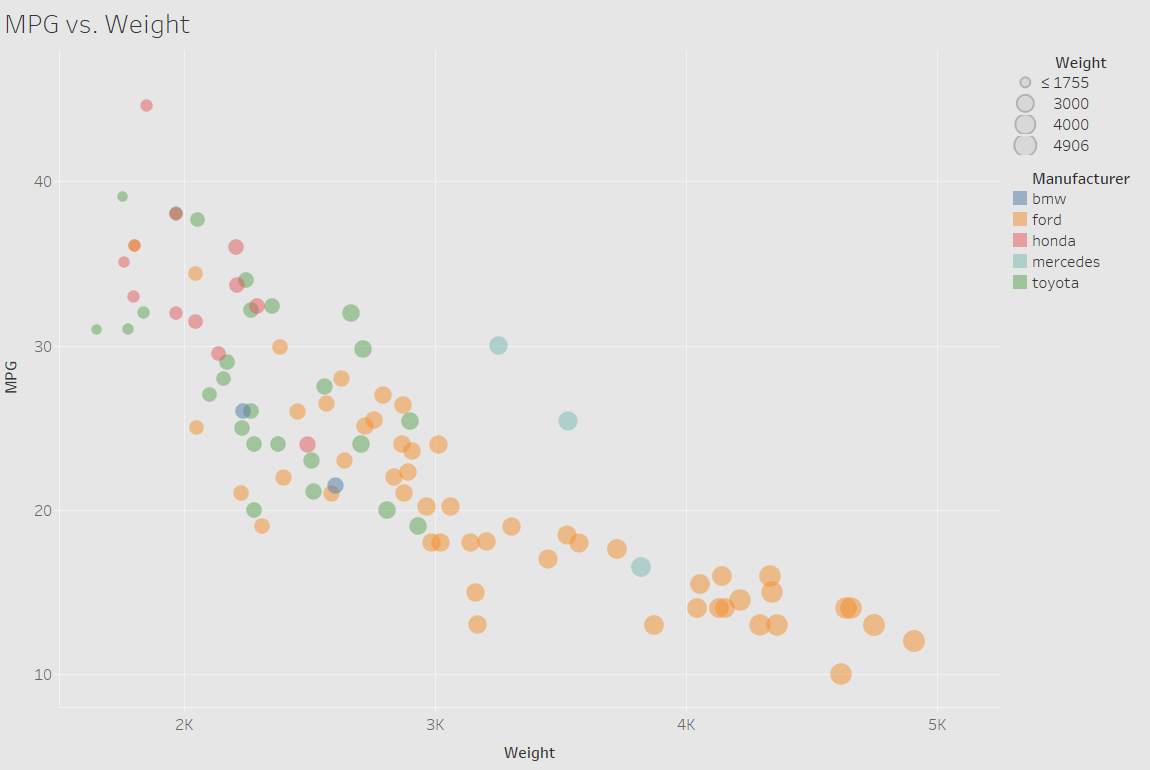 MPG vs. Weight
Weight
≤ 1755
3000
4000
4906
Manufacturer
bmw
ford
honda
mercedes
toyota
MPG
40
30
20
10
2K
3K
4K
5K
Weight